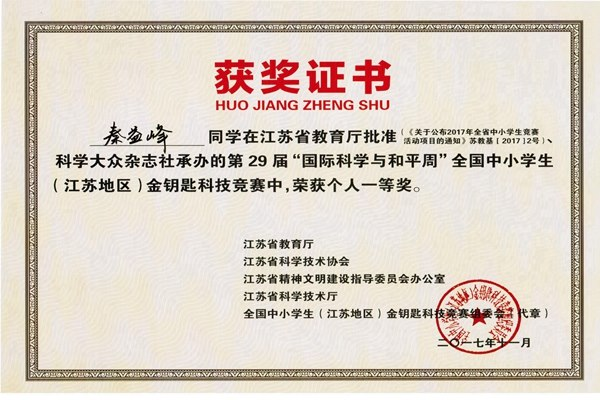 获奖证书
HUO JIANG ZHENG SHU
秦盈峰 同学在江苏省教育厅批准(《关于公布2017年全省中小学生竞赛活动项目的通知》苏教基[2017]2号)、
科学大众杂志社承办的第29届“国际科学与和平周”全国中小学生
(江苏地区)金钥匙科技竞赛中,荣获个人一等奖。
江苏省教育厅
江苏省科学技术协会
江苏省精神文明建设指导委员会办公室
江苏省科学技术厅
全国中小学生(江苏地区)金钥匙科技竞赛组委会(代章)
二〇一七年十一月